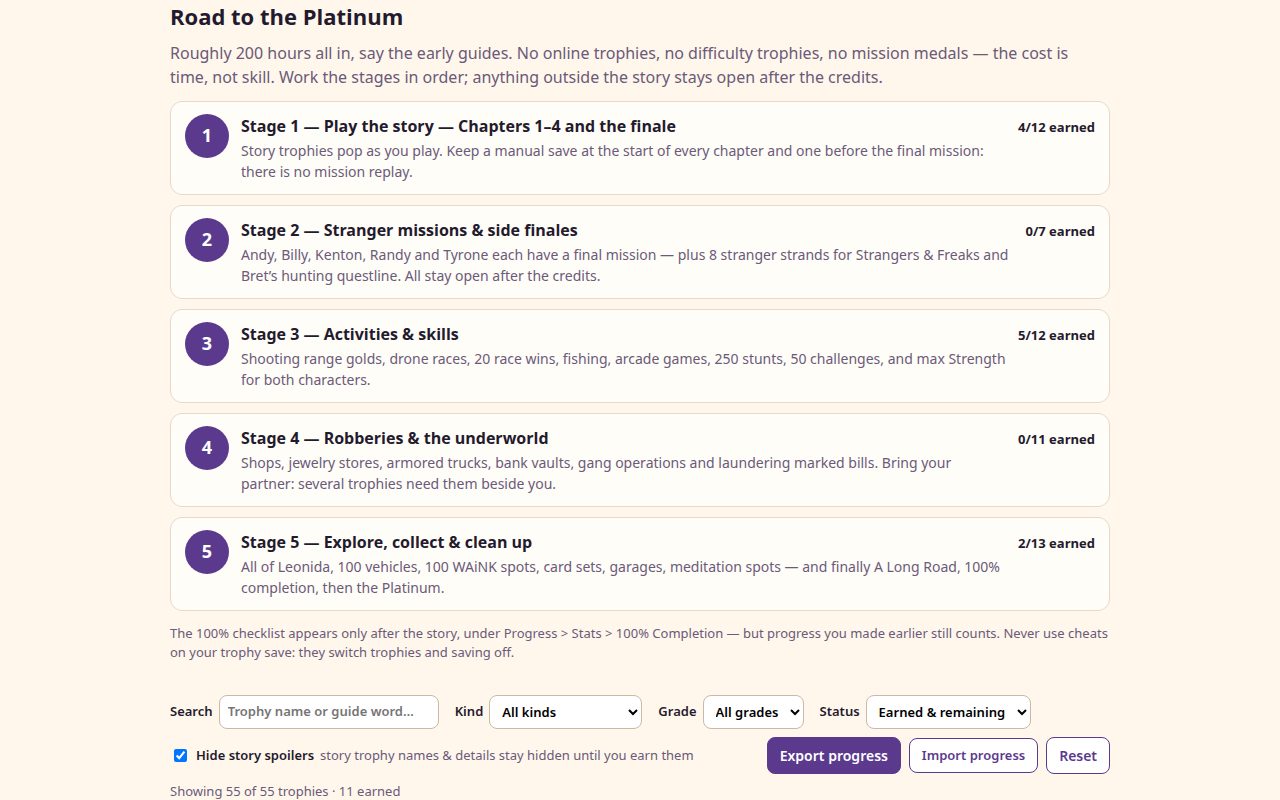 Road to the Platinum
Roughly 200 hours all in, say the early guides. No online trophies, no difficulty trophies, no mission medals — the cost is
time, not skill. Work the stages in order; anything outside the story stays open after the credits.
1
Stage 1 — Play the story — Chapters 1–4 and the finale
4/12 earned
Story trophies pop as you play. Keep a manual save at the start of every chapter and one before the final mission:
there is no mission replay.
2
Stage 2 — Stranger missions & side finales
0/7 earned
Andy, Billy, Kenton, Randy and Tyrone each have a final mission — plus 8 stranger strands for Strangers & Freaks and
Bret’s hunting questline. All stay open after the credits.
3
Stage 3 — Activities & skills
5/12 earned
Shooting range golds, drone races, 20 race wins, fishing, arcade games, 250 stunts, 50 challenges, and max Strength
for both characters.
4
Stage 4 — Robberies & the underworld
0/11 earned
Shops, jewelry stores, armored trucks, bank vaults, gang operations and laundering marked bills. Bring your
partner: several trophies need them beside you.
5
Stage 5 — Explore, collect & clean up
2/13 earned
All of Leonida, 100 vehicles, 100 WAiNK spots, card sets, garages, meditation spots — and finally A Long Road, 100%
completion, then the Platinum.
The 100% checklist appears only after the story, under Progress > Stats > 100% Completion — but progress you made earlier still counts. Never use cheats
on your trophy save: they switch trophies and saving off.
Search Trophy name or guide word... Kind All kinds Grade All grades Status Earned & remaining
Hide story spoilers story trophy names & details stay hidden until you earn them Export progress Import progress Reset
Showing 55 of 55 trophies · 11 earned